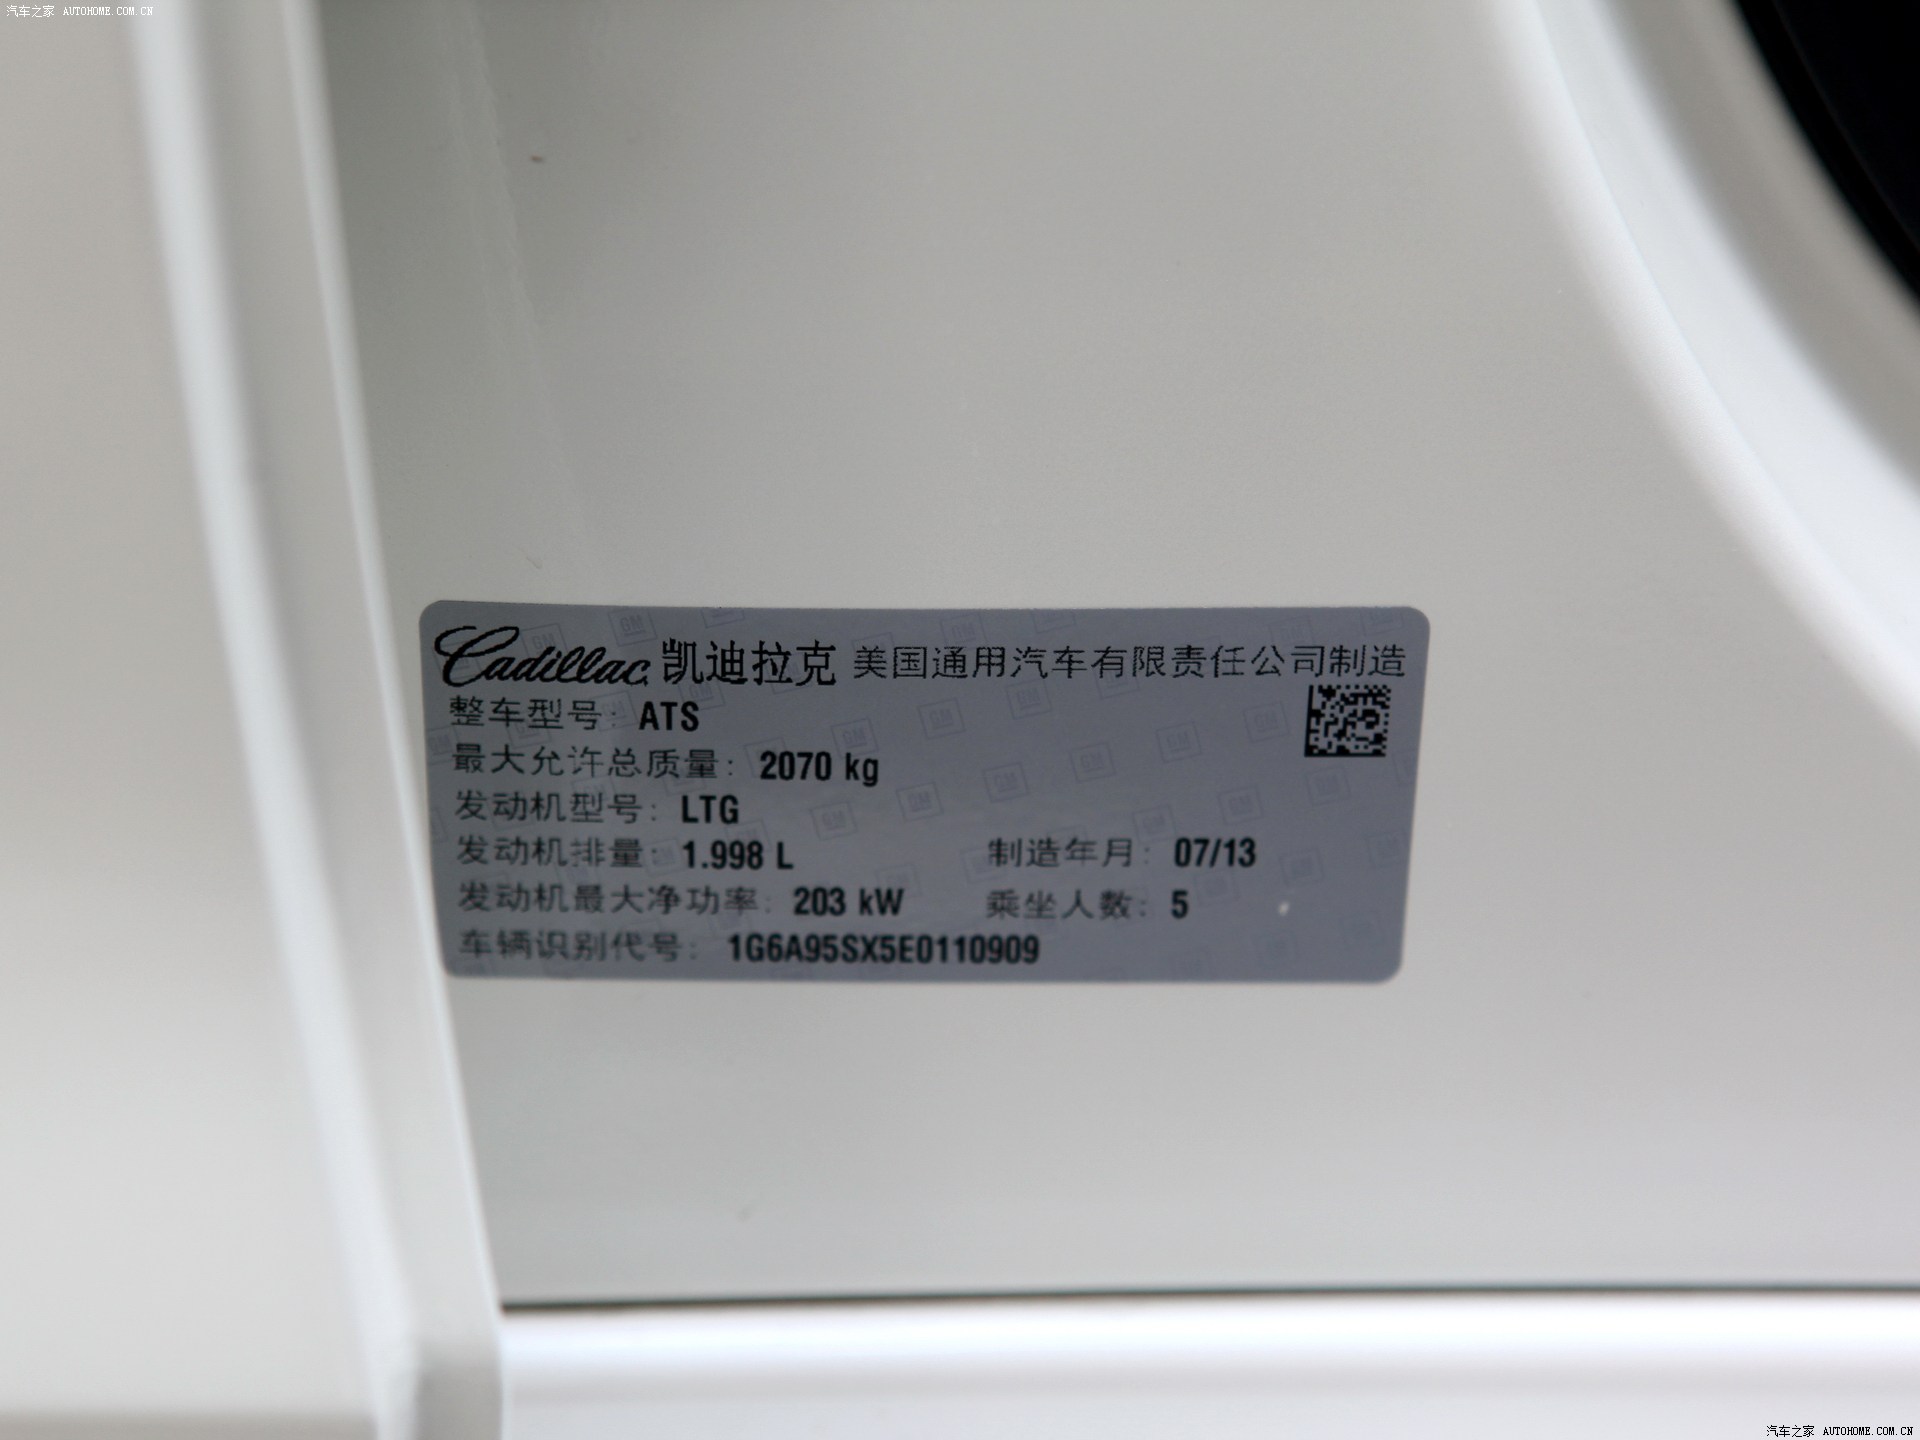 汽车之家 AUTOHOME.COM.CN
Cadillac 凯迪拉克 美国通用汽车有限责任公司制造
整车型号: ATS
最大允许总质量: 2070 kg
发动机型号: LTG
发动机排量: 1.998 L 制造年月: 07/13
发动机最大净功率: 203 kW 乘坐人数: 5
车辆识别代号: 1G6A95SX5E0110909
汽车之家 AUTOHOME.COM.CN